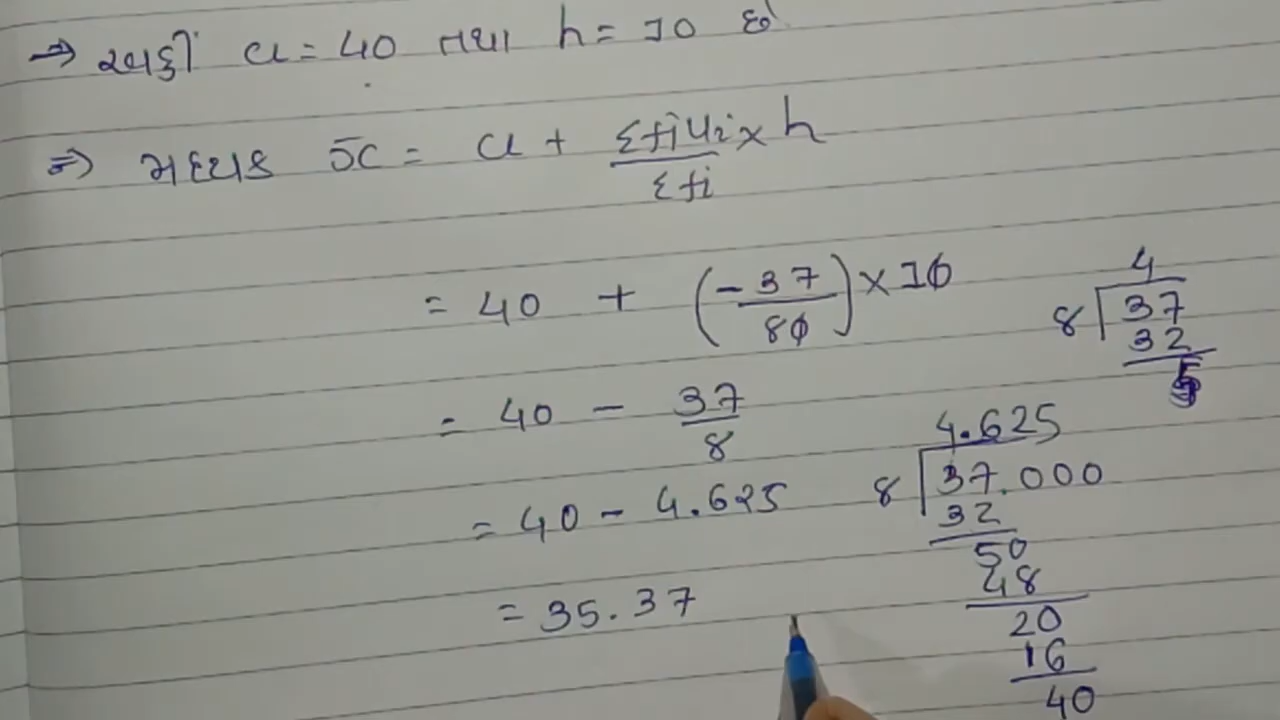 ⇒ અહીં a = 40 તથા h = 10 છે
⇒ મધ્યક x̄ = a + Σfiui/Σfi × h
= 40 + (-37/80) × 10
= 40 - 37/8
= 40 - 4.625
= 35.37
4
8 37
32
5
4.625
8 37.000
32
50
48
20
16
40